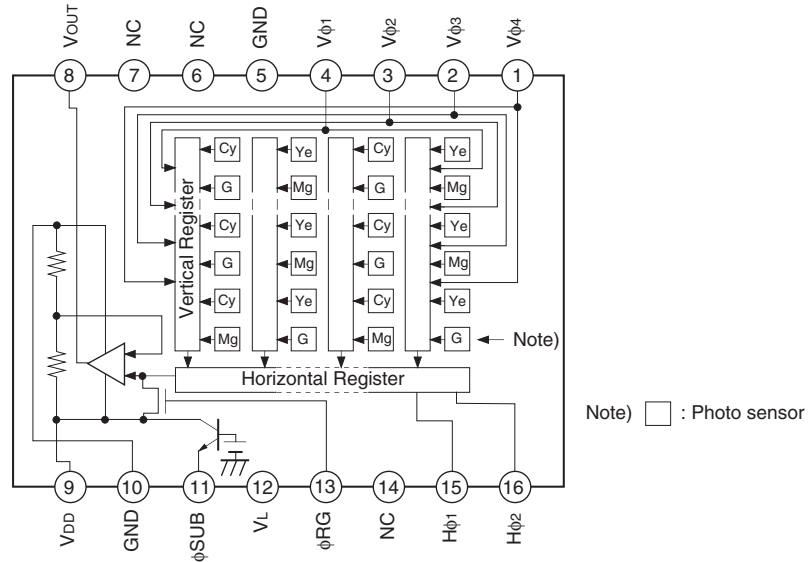 VOUT NC NC GND Vϕ1 Vϕ2 Vϕ3 Vϕ4
8 7 6 5 4 3 2 1
Cy Ye Cy Ye
G Mg G Mg
Cy Ye Cy Ye
G Mg G Mg
Cy Ye Cy Ye
Mg G Mg G Note)
Vertical Register
Horizontal Register
Note) : Photo sensor
9 10 11 12 13 14 15 16
VDD GND ϕSUB VL ϕRG NC Hϕ1 Hϕ2